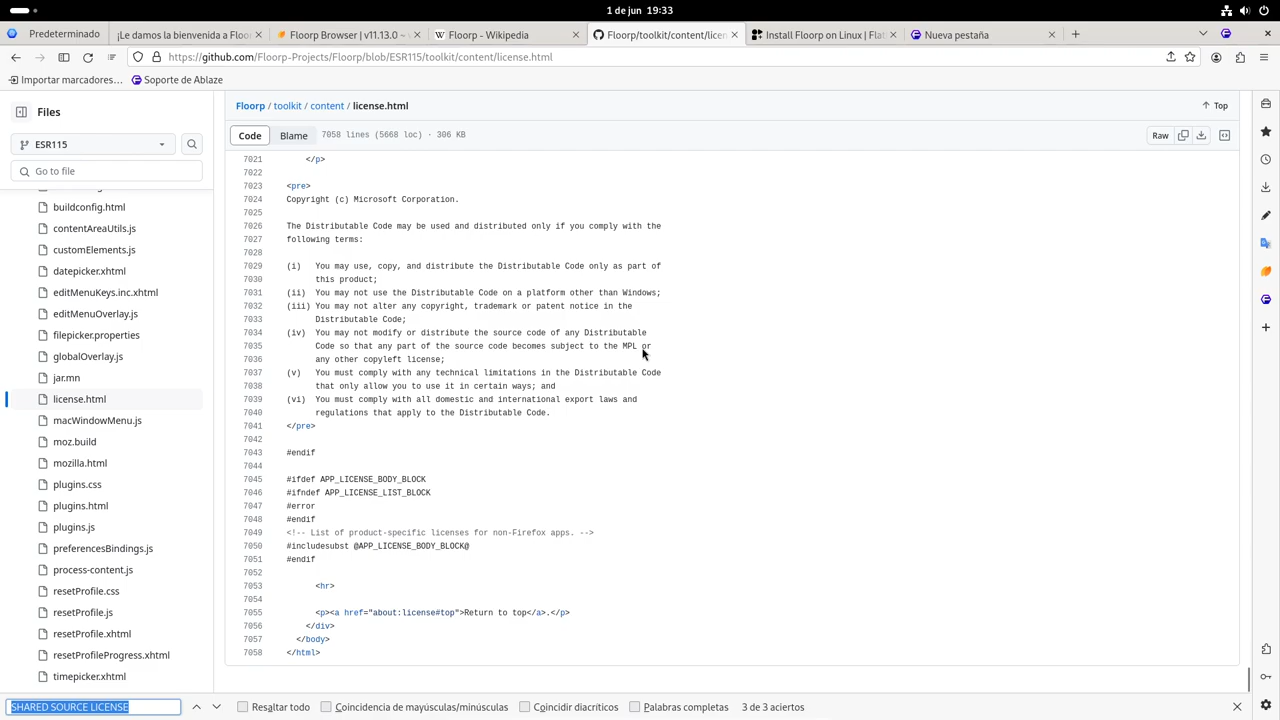 1 de jun  19:33
Predeterminado
¡Le damos la bienvenida a Floor
Floorp Browser | v11.13.0 ~
Floorp - Wikipedia
Floorp/toolkit/content/licen
Install Floorp on Linux | Flat
Nueva pestaña
https://github.com/Floorp-Projects/Floorp/blob/ESR115/toolkit/content/license.html
Importar marcadores…
Soporte de Ablaze
Files
ESR115
Go to file
buildconfig.html
contentAreaUtils.js
customElements.js
datepicker.xhtml
editMenuKeys.inc.xhtml
editMenuOverlay.js
filepicker.properties
globalOverlay.js
jar.mn
license.html
macWindowMenu.js
moz.build
mozilla.html
plugins.css
plugins.html
plugins.js
preferencesBindings.js
process-content.js
resetProfile.css
resetProfile.js
resetProfile.xhtml
resetProfileProgress.xhtml
timepicker.xhtml
Floorp / toolkit / content / license.html
Top
Code
Blame
7058 lines (5668 loc) · 306 KB
Raw
7021 </p>
7022
7023 <pre>
7024 Copyright (c) Microsoft Corporation.
7025
7026 The Distributable Code may be used and distributed only if you comply with the
7027 following terms:
7028
7029 (i) You may use, copy, and distribute the Distributable Code only as part of
7030 this product;
7031 (ii) You may not use the Distributable Code on a platform other than Windows;
7032 (iii) You may not alter any copyright, trademark or patent notice in the
7033 Distributable Code;
7034 (iv) You may not modify or distribute the source code of any Distributable
7035 Code so that any part of the source code becomes subject to the MPL or
7036 any other copyleft license;
7037 (v) You must comply with any technical limitations in the Distributable Code
7038 that only allow you to use it in certain ways; and
7039 (vi) You must comply with all domestic and international export laws and
7040 regulations that apply to the Distributable Code.
7041 </pre>
7042
7043 #endif
7044
7045 #ifdef APP_LICENSE_BODY_BLOCK
7046 #ifndef APP_LICENSE_LIST_BLOCK
7047 #error
7048 #endif
7049 <!-- List of product-specific licenses for non-Firefox apps. -->
7050 #includesubst @APP_LICENSE_BODY_BLOCK@
7051 #endif
7052
7053 <hr>
7054
7055 <p><a href="about:license#top">Return to top</a>.</p>
7056 </div>
7057 </body>
7058 </html>
SHARED SOURCE LICENSE
Resaltar todo
Coincidencia de mayúsculas/minúsculas
Coincidir diacríticos
Palabras completas
3 de 3 aciertos